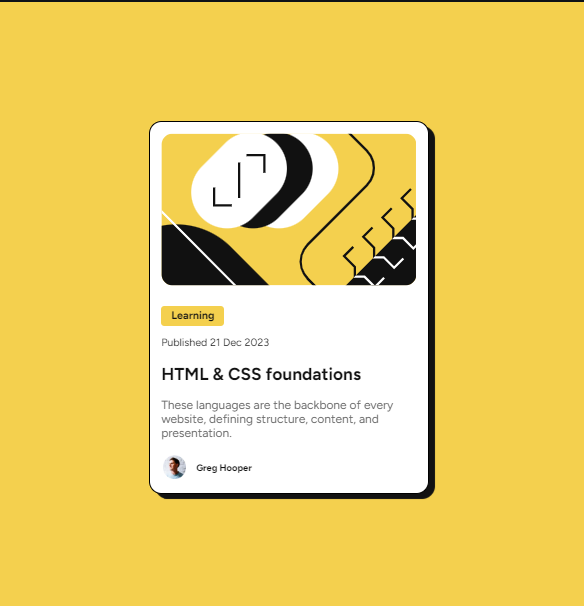 Learning
Published 21 Dec 2023
HTML & CSS foundations
These languages are the backbone of every
website, defining structure, content, and
presentation.
Greg Hooper